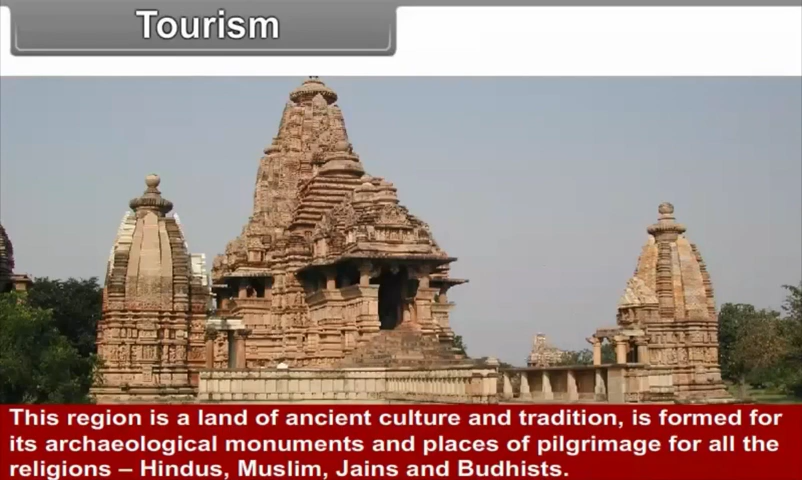 Tourism
This region is a land of ancient culture and tradition, is formed for
its archaeological monuments and places of pilgrimage for all the
religions – Hindus, Muslim, Jains and Budhists.